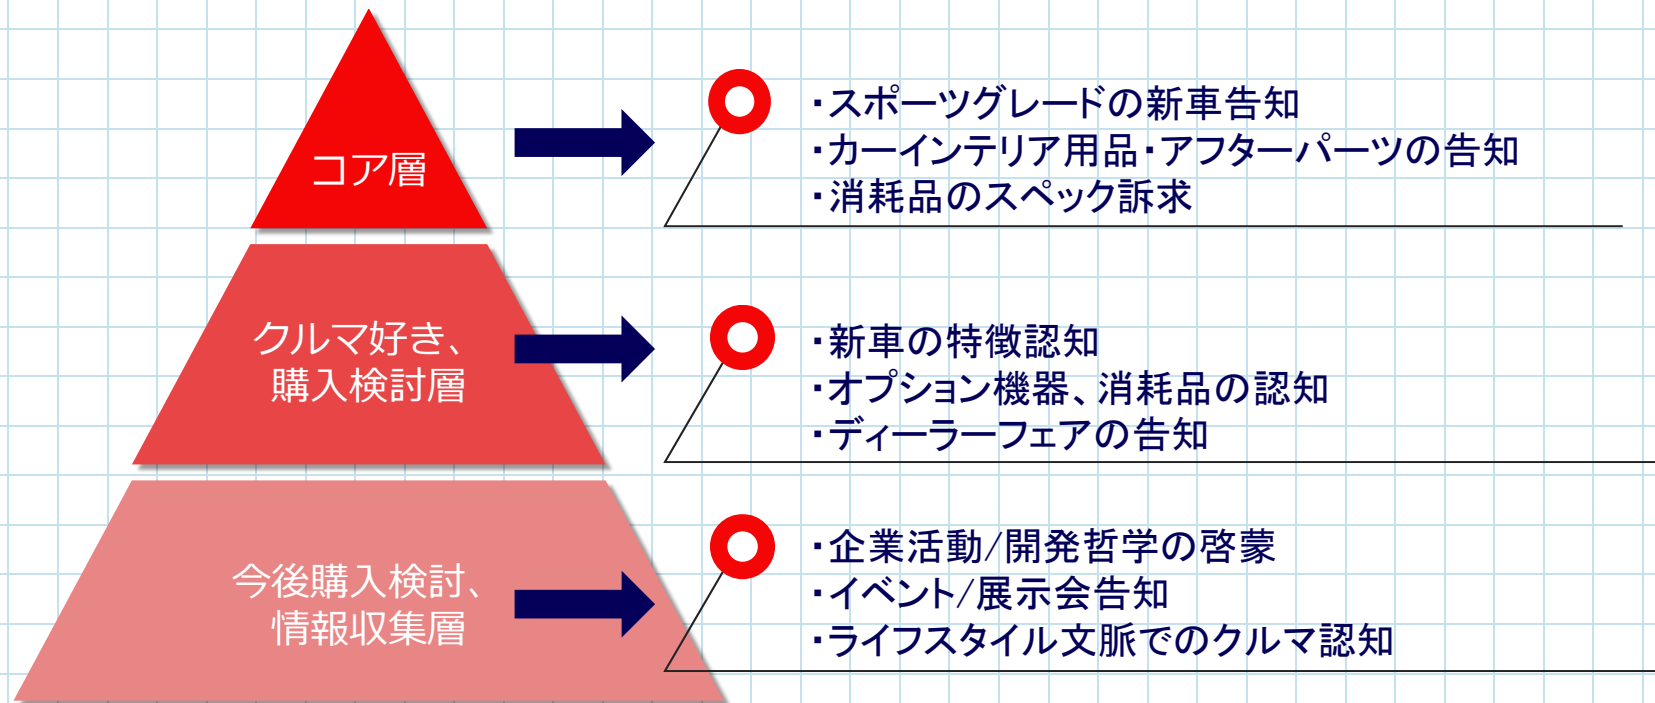 コア層
・スポーツグレードの新車告知
・カーインテリア用品・アフターパーツの告知
・消耗品のスペック訴求
クルマ好き、
購入検討層
・新車の特徴認知
・オプション機器、消耗品の認知
・ディーラーフェアの告知
今後購入検討、
情報収集層
・企業活動/開発哲学の啓蒙
・イベント/展示会告知
・ライフスタイル文脈でのクルマ認知